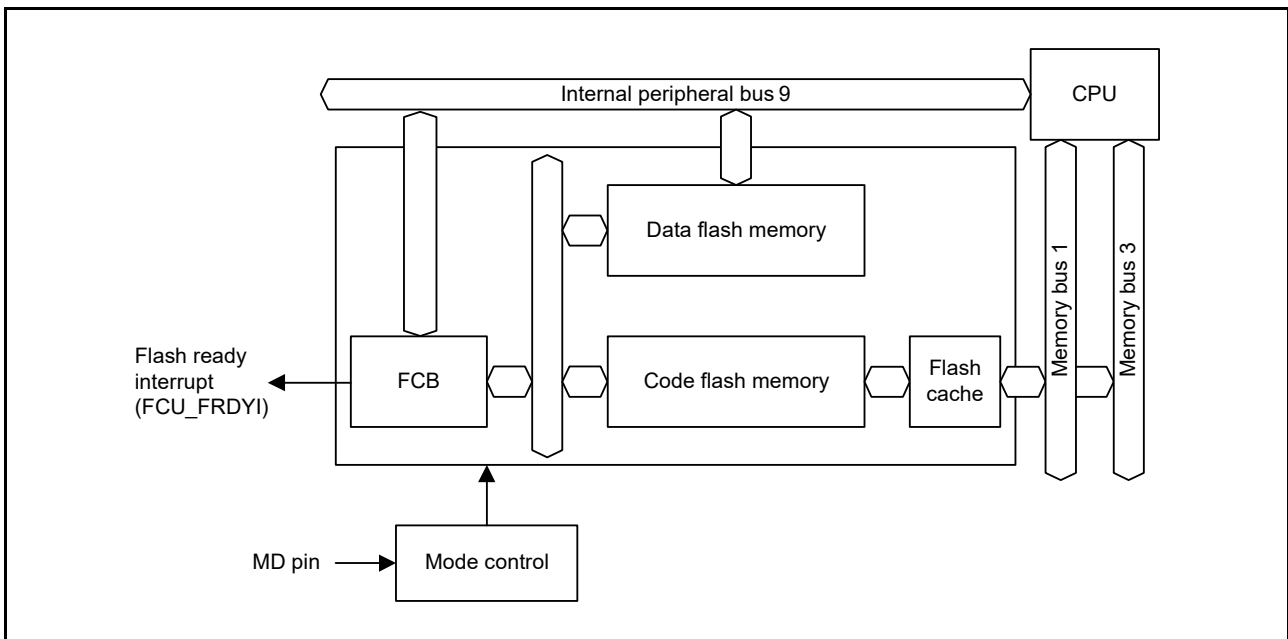 Internal peripheral bus 9
CPU
Data flash memory
Memory bus 1
Memory bus 3
Flash ready
interrupt
(FCU_FRDYI)
FCB
Code flash memory
Flash
cache
MD pin
Mode control